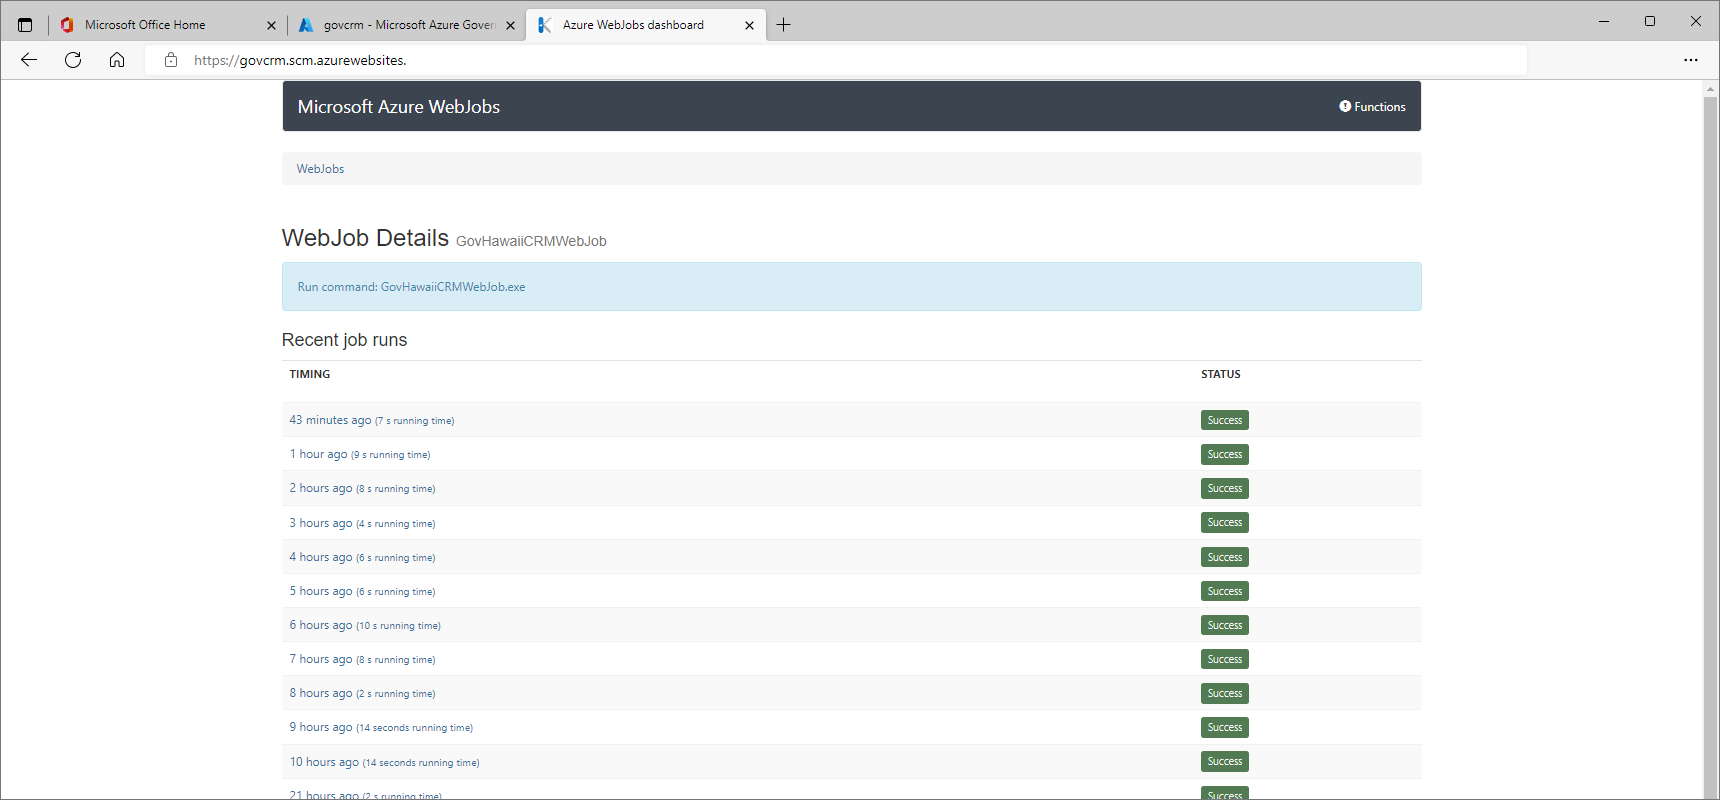 Microsoft Office Home
govcrm - Microsoft Azure Gover
Azure WebJobs dashboard
https://govcrm.scm.azurewebsites.
Microsoft Azure WebJobs
Functions
WebJobs
WebJob Details GovHawaiiCRMWebJob
Run command: GovHawaiiCRMWebJob.exe
Recent job runs
TIMING STATUS
43 minutes ago (7 s running time) Success
1 hour ago (9 s running time) Success
2 hours ago (8 s running time) Success
3 hours ago (4 s running time) Success
4 hours ago (6 s running time) Success
5 hours ago (6 s running time) Success
6 hours ago (10 s running time) Success
7 hours ago (8 s running time) Success
8 hours ago (2 s running time) Success
9 hours ago (14 seconds running time) Success
10 hours ago (14 seconds running time) Success
21 hours ago (2 s running time) Success